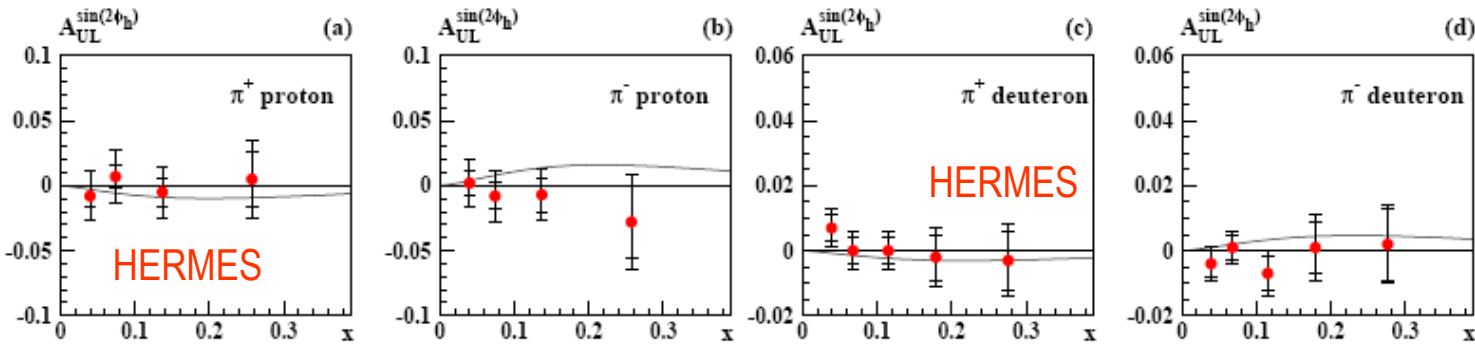 A_UL^sin(2ϕ_h) (a)
0.1
π⁺ proton
0.05
0
-0.05
HERMES
-0.1
0 0.1 0.2 0.3 x
A_UL^sin(2ϕ_h) (b)
0.1
π⁻ proton
0.05
0
-0.05
-0.1
0 0.1 0.2 0.3 x
A_UL^sin(2ϕ_h) (c)
0.06
π⁺ deuteron
0.04
0.02
HERMES
0
-0.02
0 0.1 0.2 0.3 x
A_UL^sin(2ϕ_h) (d)
0.06
π⁻ deuteron
0.04
0.02
0
-0.02
0 0.1 0.2 0.3 x